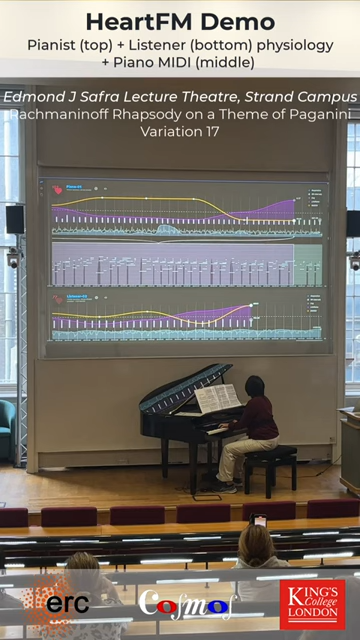 HeartFM Demo
Pianist (top) + Listener (bottom) physiology
+ Piano MIDI (middle)
Edmond J Safra Lecture Theatre, Strand Campus
Rachmaninoff Rhapsody on a Theme of Paganini
Variation 17
erc
CosmoS
KING'S
College
LONDON